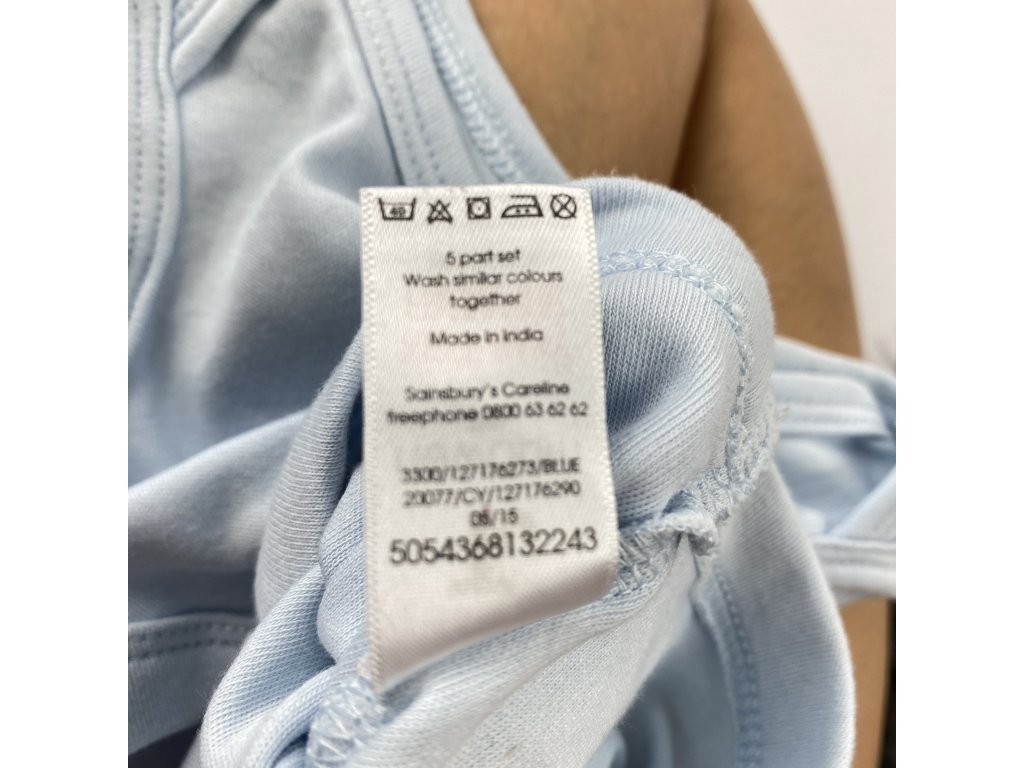 40
5 part set
Wash similar colours
together
Made in India
Sainsbury's Careline
freephone 0800 63 62 62
3300/127176273/BLUE
20077/CY/127176290
08/15
5054368132243